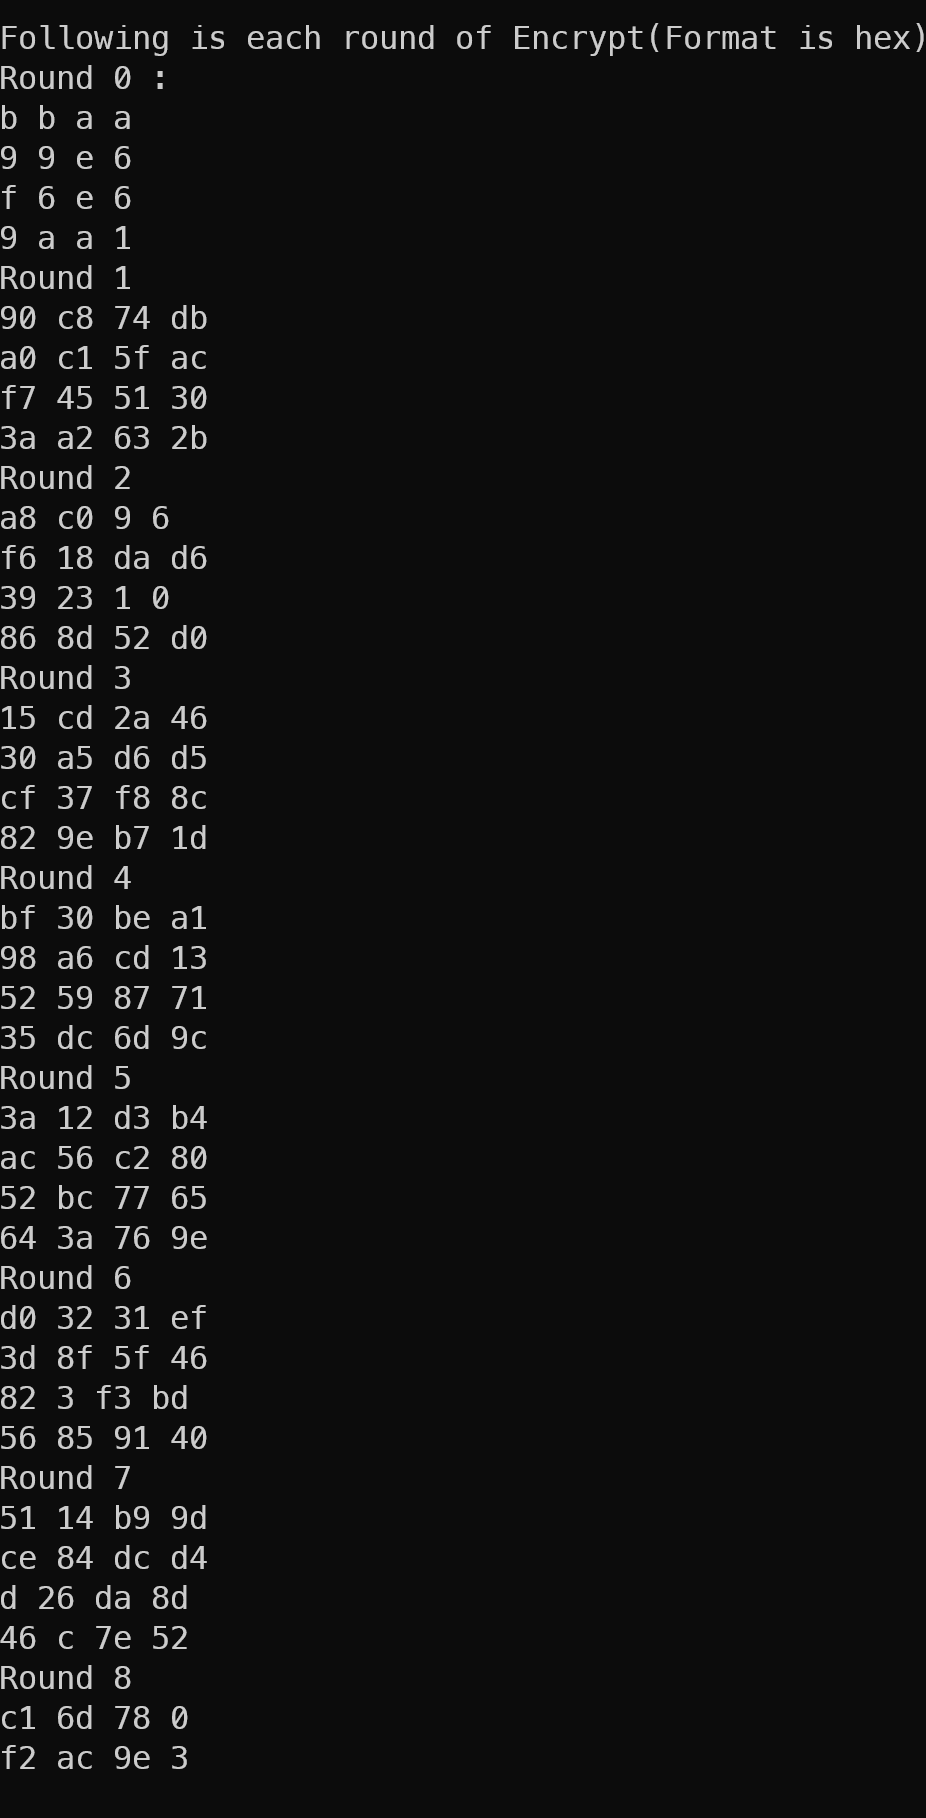 Following is each round of Encrypt(Format is hex)
Round 0 :
b b a a
9 9 e 6
f 6 e 6
9 a a 1
Round 1
90 c8 74 db
a0 c1 5f ac
f7 45 51 30
3a a2 63 2b
Round 2
a8 c0 9 6
f6 18 da d6
39 23 1 0
86 8d 52 d0
Round 3
15 cd 2a 46
30 a5 d6 d5
cf 37 f8 8c
82 9e b7 1d
Round 4
bf 30 be a1
98 a6 cd 13
52 59 87 71
35 dc 6d 9c
Round 5
3a 12 d3 b4
ac 56 c2 80
52 bc 77 65
64 3a 76 9e
Round 6
d0 32 31 ef
3d 8f 5f 46
82 3 f3 bd
56 85 91 40
Round 7
51 14 b9 9d
ce 84 dc d4
d 26 da 8d
46 c 7e 52
Round 8
c1 6d 78 0
f2 ac 9e 3